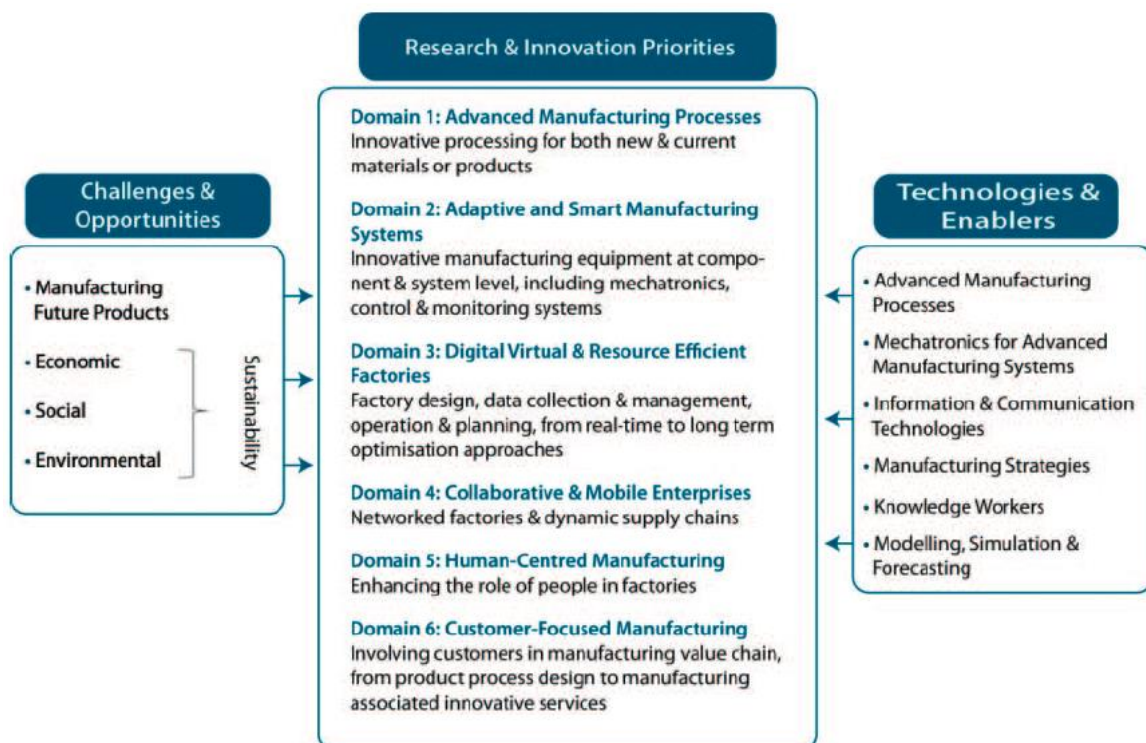 Research & Innovation Priorities
Challenges &
Opportunities
• Manufacturing
Future Products
• Economic
• Social
• Environmental
Sustainability
Domain 1: Advanced Manufacturing Processes
Innovative processing for both new & current
materials or products
Domain 2: Adaptive and Smart Manufacturing
Systems
Innovative manufacturing equipment at compo-
nent & system level, including mechatronics,
control & monitoring systems
Domain 3: Digital Virtual & Resource Efficient
Factories
Factory design, data collection & management,
operation & planning, from real-time to long term
optimisation approaches
Domain 4: Collaborative & Mobile Enterprises
Networked factories & dynamic supply chains
Domain 5: Human-Centred Manufacturing
Enhancing the role of people in factories
Domain 6: Customer-Focused Manufacturing
Involving customers in manufacturing value chain,
from product process design to manufacturing
associated innovative services
Technologies &
Enablers
• Advanced Manufacturing
Processes
• Mechatronics for Advanced
Manufacturing Systems
• Information & Communication
Technologies
• Manufacturing Strategies
• Knowledge Workers
• Modelling, Simulation &
Forecasting